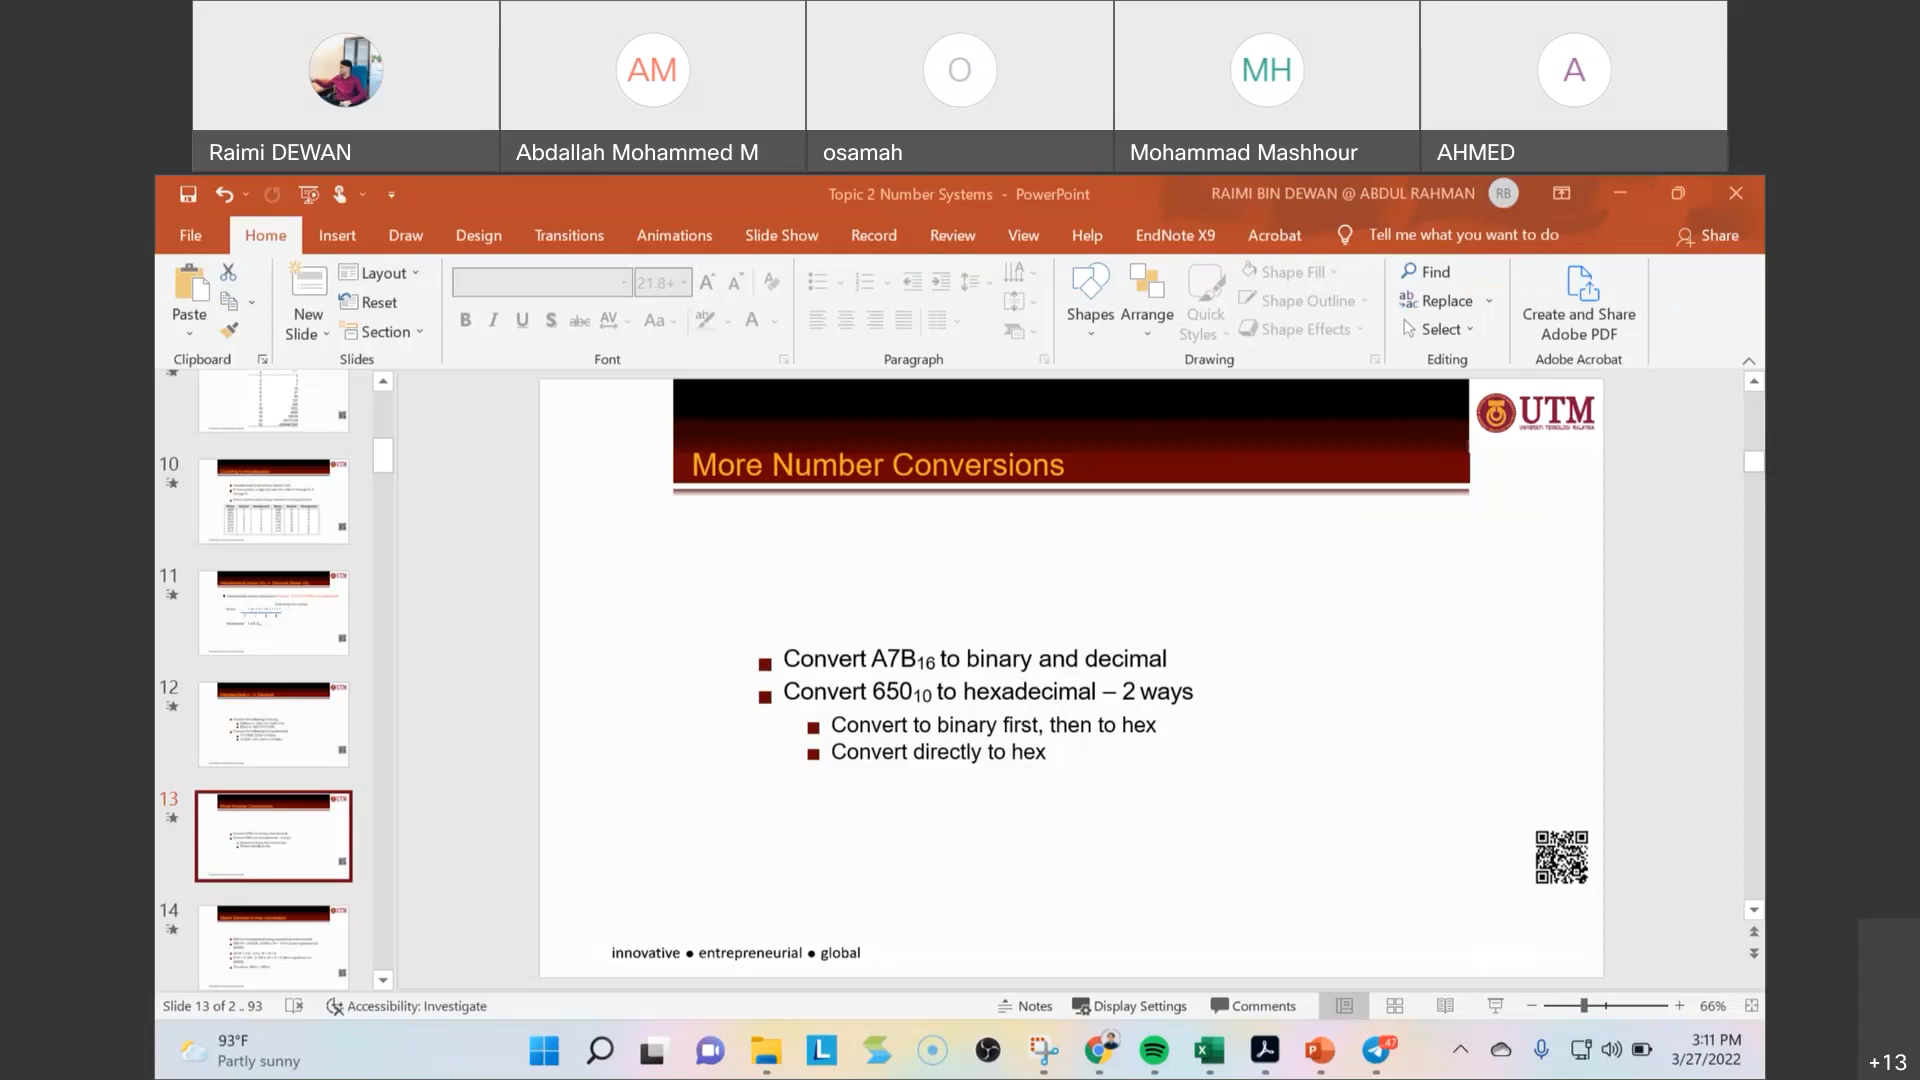 AM
O
MH
A
Raimi DEWAN
Abdallah Mohammed M
osamah
Mohammad Mashhour
AHMED
Topic 2 Number Systems - PowerPoint
RAIMI BIN DEWAN @ ABDUL RAHMAN
RB
File
Home
Insert
Draw
Design
Transitions
Animations
Slide Show
Record
Review
View
Help
EndNote X9
Acrobat
Tell me what you want to do
Share
Paste
Clipboard
New
Slide
Layout
Reset
Section
Slides
21.8+
Font
Paragraph
Shapes
Arrange
Quick
Styles
Shape Fill
Shape Outline
Shape Effects
Drawing
Find
Replace
Select
Editing
Create and Share
Adobe PDF
Adobe Acrobat
10
11
12
13
14
UTM
UNIVERSITI TEKNOLOGI MALAYSIA
More Number Conversions
Convert A7B₁₆ to binary and decimal
Convert 650₁₀ to hexadecimal – 2 ways
Convert to binary first, then to hex
Convert directly to hex
innovative ● entrepreneurial ● global
Slide 13 of 2 .. 93
Accessibility: Investigate
Notes
Display Settings
Comments
66%
93°F
Partly sunny
47
3:11 PM
3/27/2022
+13